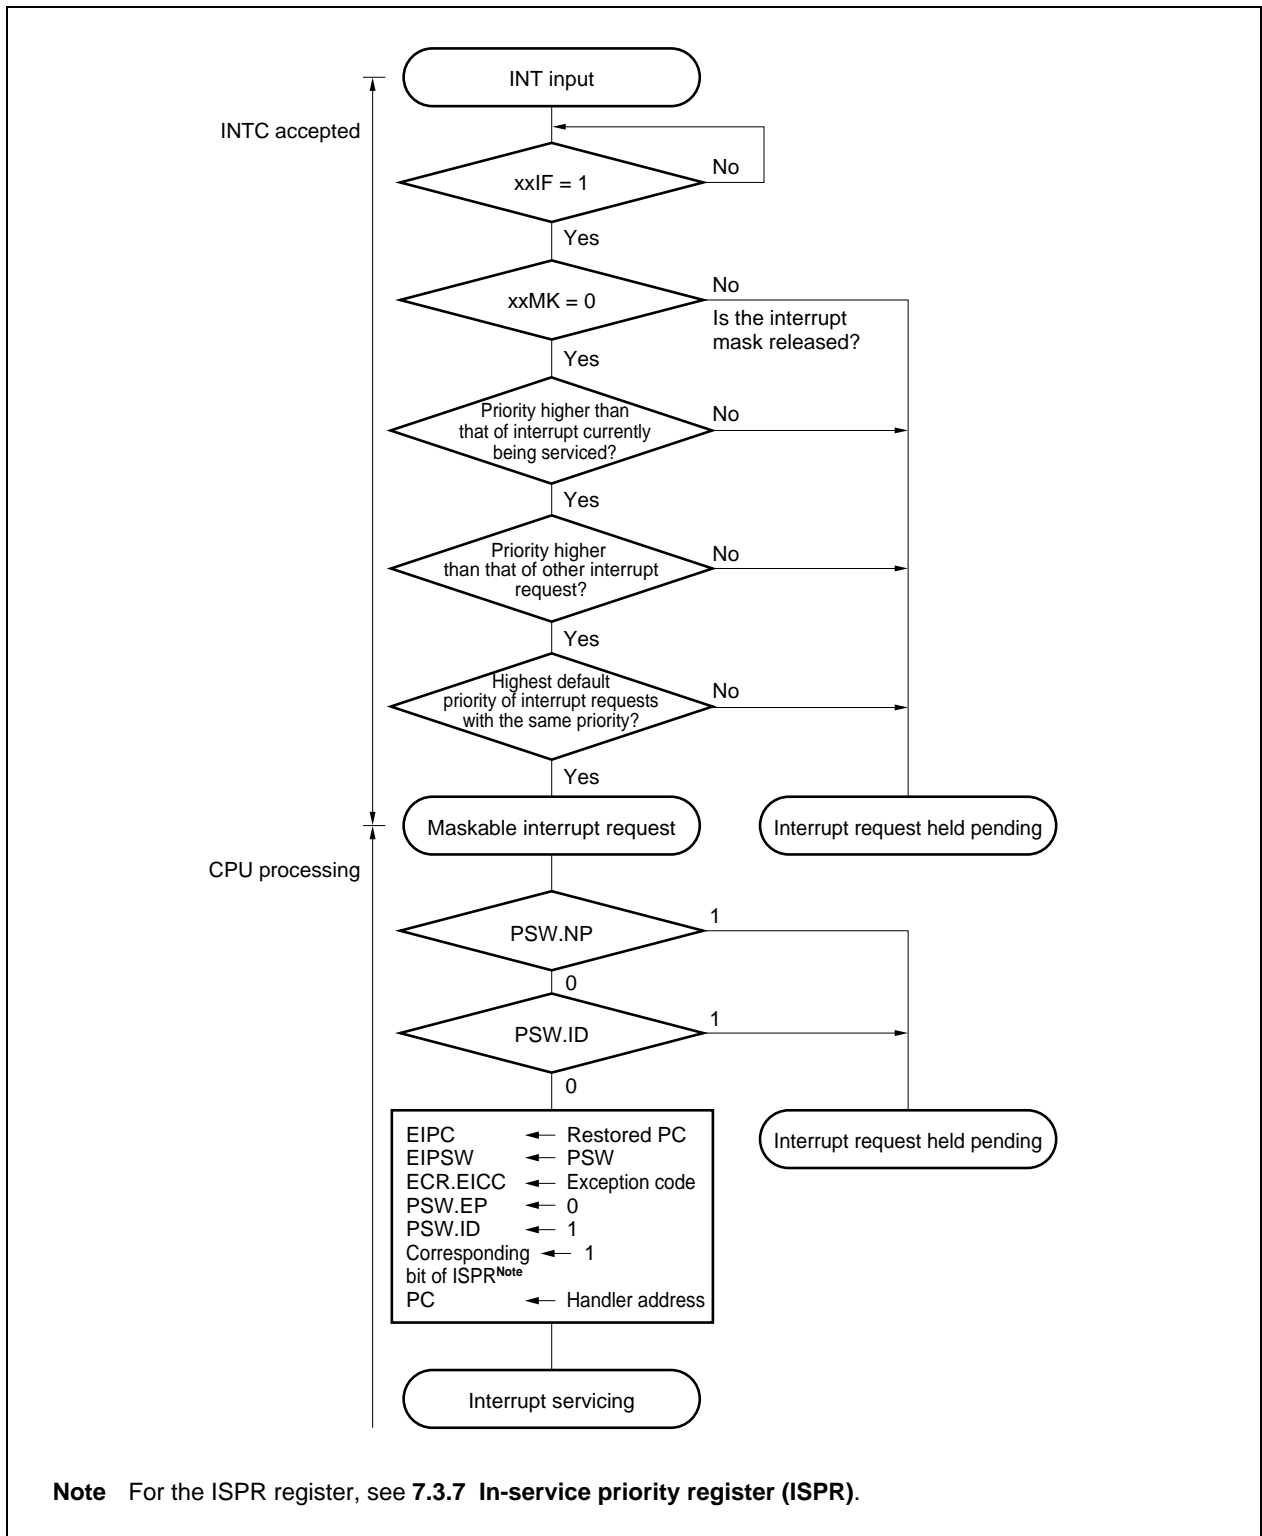 INT input
INTC accepted
xxIF = 1
No
Yes
xxMK = 0
No
Is the interrupt
mask released?
Yes
Priority higher than
that of interrupt currently
being serviced?
No
Yes
Priority higher
than that of other interrupt
request?
No
Yes
Highest default
priority of interrupt requests
with the same priority?
No
Yes
Maskable interrupt request
Interrupt request held pending
CPU processing
PSW.NP
1
0
PSW.ID
1
0
EIPC ← Restored PC
EIPSW ← PSW
ECR.EICC ← Exception code
PSW.EP ← 0
PSW.ID ← 1
Corresponding ← 1
bit of ISPRNote
PC ← Handler address
Interrupt request held pending
Interrupt servicing
Note For the ISPR register, see 7.3.7 In-service priority register (ISPR).